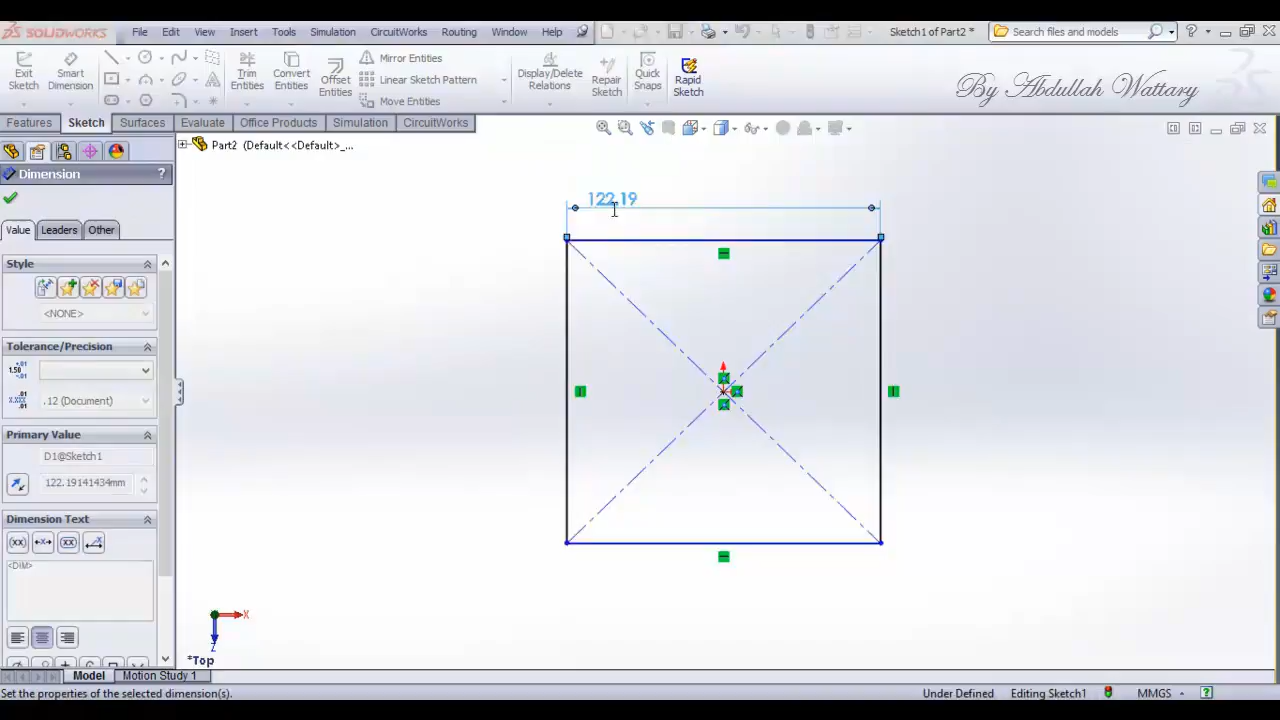 SOLIDWORKS File Edit View Insert Tools Simulation CircuitWorks Routing Window Help Sketch1 of Part2 * Search files and models
Exit Sketch
Smart Dimension
Trim Entities
Convert Entities
Offset Entities
Mirror Entities
Linear Sketch Pattern
Move Entities
Display/Delete Relations
Repair Sketch
Quick Snaps
Rapid Sketch
By Abdullah Wattary
Features Sketch Surfaces Evaluate Office Products Simulation CircuitWorks
Part2 (Default<<Default>_...
Dimension ?
Value Leaders Other
Style
<NONE>
Tolerance/Precision
.12 (Document)
Primary Value
D1@Sketch1
122.19141434mm
Dimension Text
<DIM>
122.19
X
Z
*Top
Model Motion Study 1
Set the properties of the selected dimension(s). Under Defined Editing Sketch1 MMGS